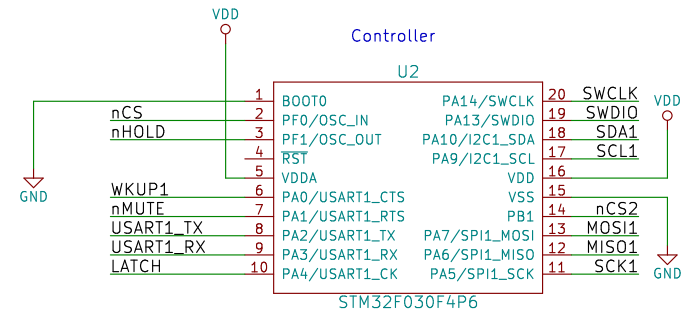 VDD
Controller
U2
1 BOOT0 PA14/SWCLK 20 SWCLK
nCS 2 PF0/OSC_IN PA13/SWDIO 19 SWDIO
VDD
nHOLD 3 PF1/OSC_OUT PA10/I2C1_SDA 18 SDA1
4 RST PA9/I2C1_SCL 17 SCL1
5 VDDA VDD 16
GND
WKUP1 6 PA0/USART1_CTS VSS 15
nMUTE 7 PA1/USART1_RTS PB1 14 nCS2
USART1_TX 8 PA2/USART1_TX PA7/SPI1_MOSI 13 MOSI1
USART1_RX 9 PA3/USART1_RX PA6/SPI1_MISO 12 MISO1
LATCH 10 PA4/USART1_CK PA5/SPI1_SCK 11 SCK1
GND
STM32F030F4P6